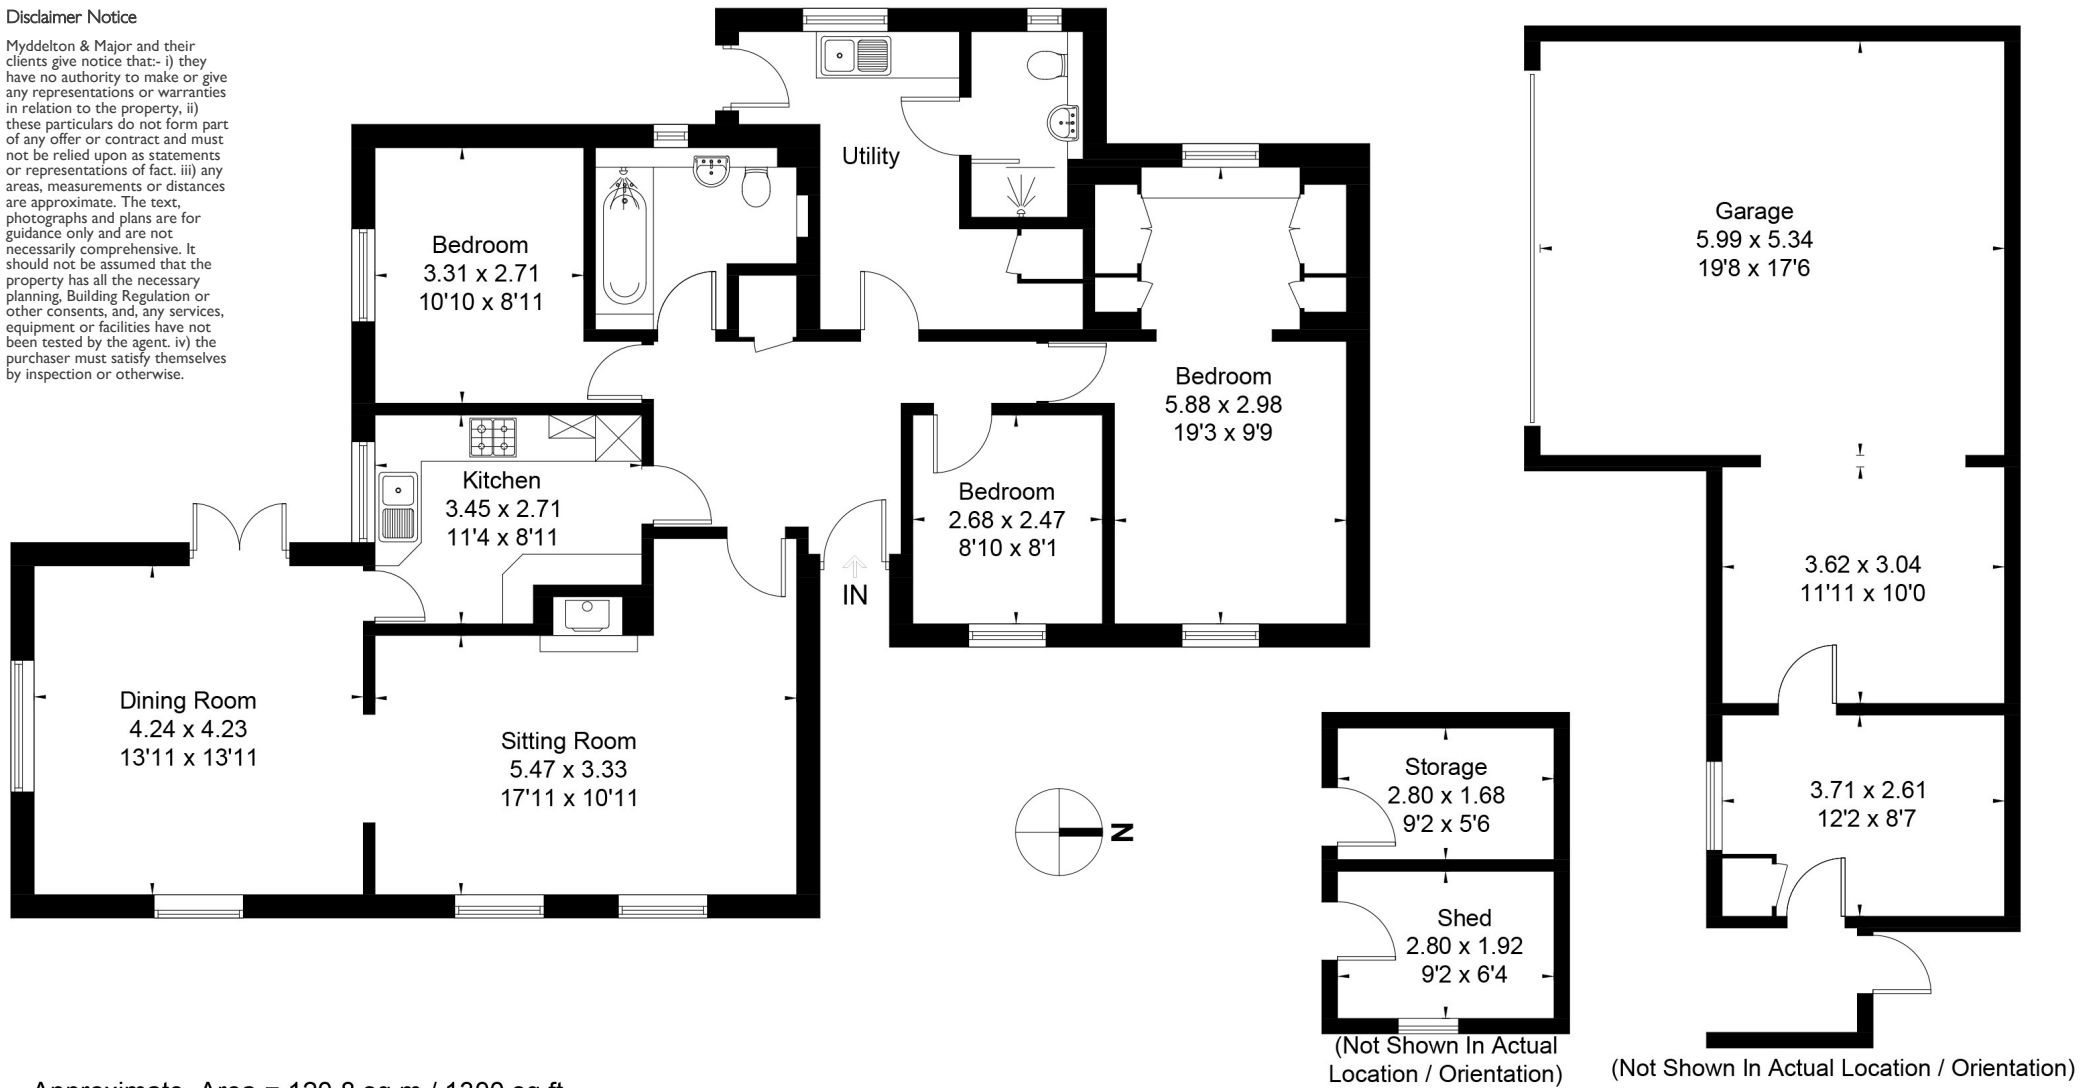 Disclaimer Notice
Myddelton & Major and their
clients give notice that:- i) they
have no authority to make or give
any representations or warranties
in relation to the property, ii)
these particulars do not form part
of any offer or contract and must
not be relied upon as statements
or representations of fact. iii) any
areas, measurements or distances
are approximate. The text,
photographs and plans are for
guidance only and are not
necessarily comprehensive. It
should not be assumed that the
property has all the necessary
planning, Building Regulation or
other consents, and, any services,
equipment or facilities have not
been tested by the agent. iv) the
purchaser must satisfy themselves
by inspection or otherwise.
Utility
Bedroom
3.31 x 2.71
10'10 x 8'11
Garage
5.99 x 5.34
19'8 x 17'6
Bedroom
5.88 x 2.98
19'3 x 9'9
Kitchen
3.45 x 2.71
11'4 x 8'11
Bedroom
2.68 x 2.47
8'10 x 8'1
IN
3.62 x 3.04
11'11 x 10'0
Dining Room
4.24 x 4.23
13'11 x 13'11
Sitting Room
5.47 x 3.33
17'11 x 10'11
N
Storage
2.80 x 1.68
9'2 x 5'6
3.71 x 2.61
12'2 x 8'7
Shed
2.80 x 1.92
9'2 x 6'4
(Not Shown In Actual
Location / Orientation)
(Not Shown In Actual Location / Orientation)
Approximate Area = 129.8 sq m / 1399 sq ft